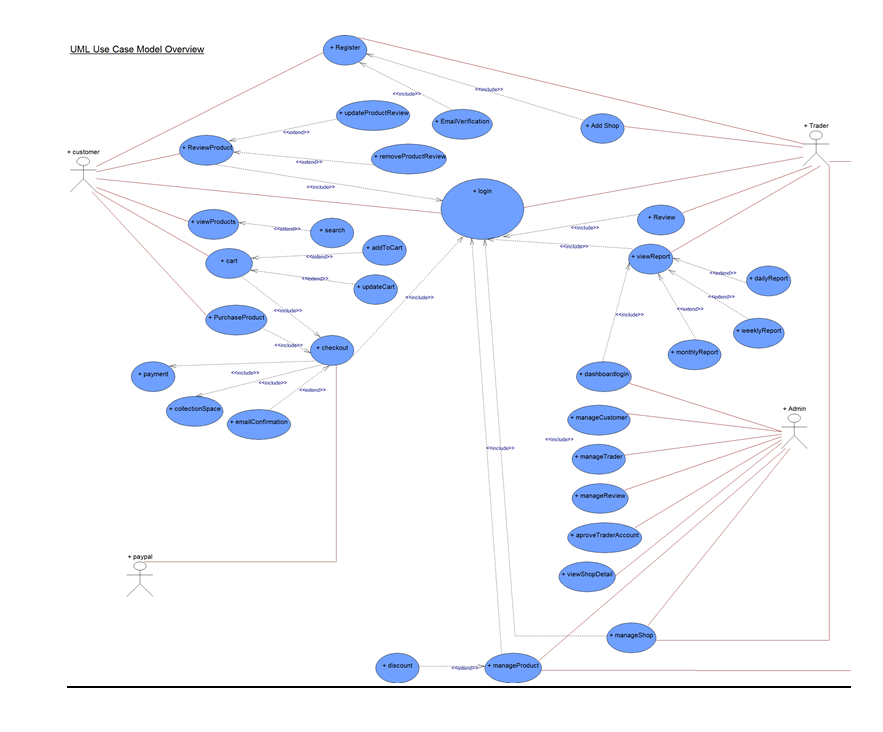 UML Use Case Model Overview
+ Register
<<include>>
<<include>>
+ updateProductReview
+ EmailVerification
+ Add Shop
+ Trader
<<extend>>
+ customer
+ ReviewProduct
+ removeProductReview
<<extend>>
<<include>>
+ login
+ viewProducts
<<extend>>
+ search
+ Review
<<include>>
+ addToCart
<<include>>
+ cart
<<extend>>
+ viewReport
<<extend>>
+ dailyReport
+ updateCart
<<extend>>
<<include>>
<<extend>>
<<include>>
+ PurchaseProduct
<<extend>>
<<include>>
+ weeklyReport
<<include>>
+ checkout
+ monthlyReport
+ payment
<<include>>
<<include>>
<<extend>>
+ dashboardlogin
+ collectionSpace
+ emailConfirmation
+ Admin
+ manageCustomer
<<include>>
<<include>>
+ manageTrader
+ manageReview
+ aproveTraderAccount
+ paypal
+ viewShopDetail
+ manageShop
+ discount
<<extend>>
+ manageProduct